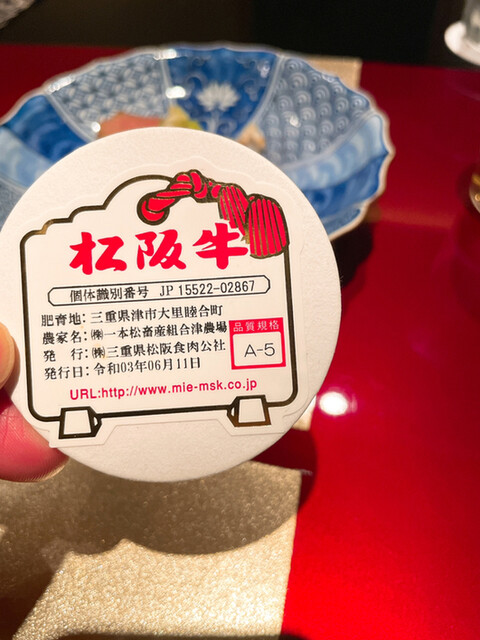 松阪牛
個体識別番号 JP 15522-02867
肥育地: 三重県津市大里睦合町
農家名: ㈱一本松畜産組合津農場
発　行: ㈱三重県松阪食肉公社
発行日: 令和03年06月11日
品質規格
A-5
URL:http://www.mie-msk.co.jp